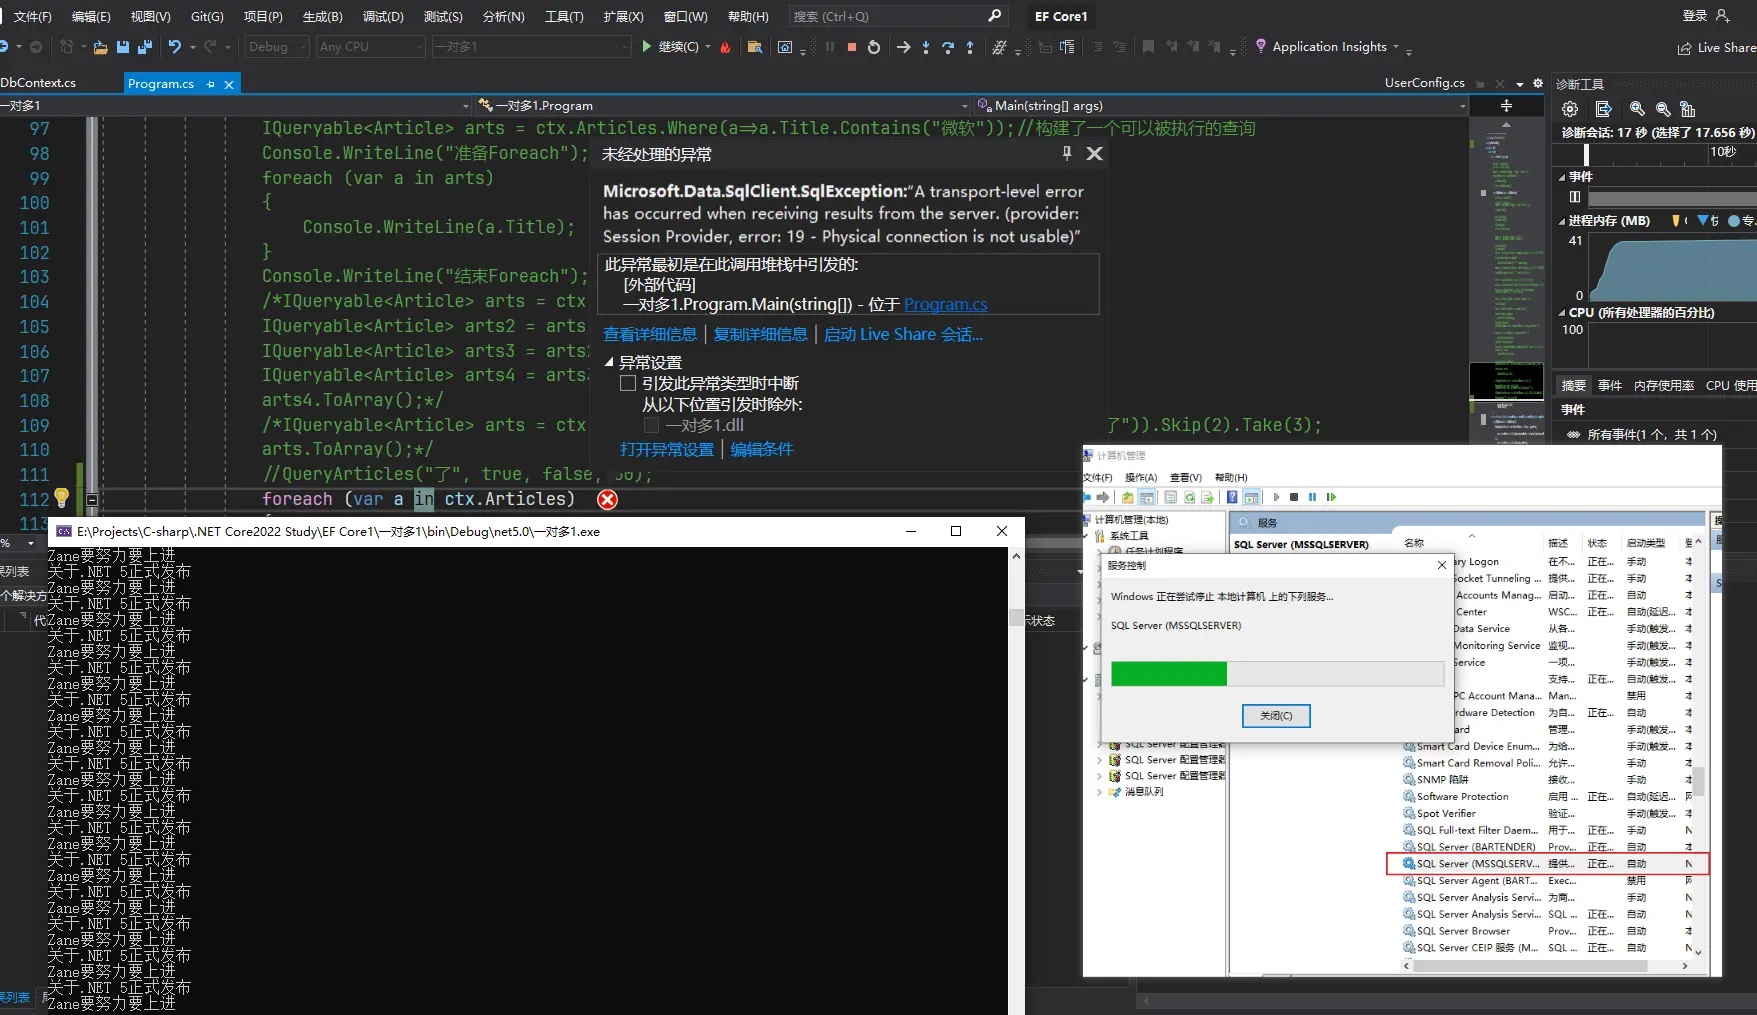 文件(F) 编辑(E) 视图(V) Git(G) 项目(P) 生成(B) 调试(D) 测试(S) 分析(N) 工具(T) 扩展(X) 窗口(W) 帮助(H) 搜索 (Ctrl+Q) EF Core1 登录
Debug Any CPU 一对多1 继续(C) Application Insights Live Share
DbContext.cs Program.cs UserConfig.cs
一对多1 一对多1.Program Main(string[] args)
97 IQueryable<Article> arts = ctx.Articles.Where(a=>a.Title.Contains("微软"));//构建了一个可以被执行的查询
98 Console.WriteLine("准备Foreach");
99 foreach (var a in arts)
100 {
101 Console.WriteLine(a.Title);
102 }
103 Console.WriteLine("结束Foreach");
104 /*IQueryable<Article> arts = ctx
105 IQueryable<Article> arts2 = arts
106 IQueryable<Article> arts3 = arts
107 IQueryable<Article> arts4 = arts
108 arts4.ToArray();*/
109 /*IQueryable<Article> arts = ctx 了")).Skip(2).Take(3);
110 arts.ToArray();*/
111 //QueryArticles("了", true, false, 30);
112 foreach (var a in ctx.Articles)
113
未经处理的异常
Microsoft.Data.SqlClient.SqlException:"A transport-level error
has occurred when receiving results from the server. (provider:
Session Provider, error: 19 - Physical connection is not usable)"
此异常最初是在此调用堆栈中引发的:
[外部代码]
一对多1.Program.Main(string[]) - 位于 Program.cs
查看详细信息 | 复制详细信息 | 启动 Live Share 会话...
异常设置
引发此异常类型时中断
从以下位置引发时除外:
一对多1.dll
打开异常设置 | 编辑条件
诊断工具
诊断会话: 17 秒 (选择了 17.656 秒)
10秒
事件
进程内存 (MB) 专.
41
0
CPU (所有处理器的百分比)
100
摘要 事件 内存使用率 CPU 使用
事件
所有事件(1 个，共 1 个)
%
误列表
个解决方
代
示状态
误列表
E:\Projects\C-sharp\.NET Core2022 Study\EF Core1\一对多1\bin\Debug\net5.0\一对多1.exe
Zane要努力要上进
关于.NET 5正式发布
Zane要努力要上进
关于.NET 5正式发布
Zane要努力要上进
关于.NET 5正式发布
Zane要努力要上进
关于.NET 5正式发布
Zane要努力要上进
关于.NET 5正式发布
Zane要努力要上进
关于.NET 5正式发布
Zane要努力要上进
关于.NET 5正式发布
Zane要努力要上进
关于.NET 5正式发布
Zane要努力要上进
关于.NET 5正式发布
Zane要努力要上进
关于.NET 5正式发布
Zane要努力要上进
关于.NET 5正式发布
Zane要努力要上进
关于.NET 5正式发布
Zane要努力要上进
关于.NET 5正式发布
Zane要努力要上进
关于.NET 5正式发布
Zane要努力要上进
计算机管理
文件(F) 操作(A) 查看(V) 帮助(H)
计算机管理(本地)
系统工具
任务计划程序
SQL Server 配置管理器
SQL Server 配置管理器
SQL Server 配置管理器
消息队列
服务
SQL Server (MSSQLSERVER)
名称 描述 状态 启动类型 登
ary Logon 在不... 正在... 手动
ocket Tunneling ... 提供... 正在... 手动
Accounts Manag... 启动... 正在... 自动
Center WSC... 正在... 自动(延迟...
Data Service 从各... 手动(触发...
Monitoring Service 监视... 手动(触发...
ervice 一项... 手动(触发...
支持... 正在... 自动(触发...
PC Account Mana... Man... 禁用
rdware Detection 为自... 正在... 自动
ard 管理... 手动(触发...
Smart Card Device Enum... 为给... 手动(触发...
Smart Card Removal Poli... 允许... 手动
SNMP 陷阱 接收... 手动
Software Protection 启用 ... 正在... 自动(延迟...
Spot Verifier 验证... 手动(触发...
SQL Full-text Filter Daem... 用于... 正在... 手动 N
SQL Server (BARTENDER) Prov... 正在... 自动
SQL Server (MSSQLSERV... 提供... 正在... 自动 N
SQL Server Agent (BART... Exec... 禁用
SQL Server Analysis Servi... 为商... 手动 N
SQL Server Analysis Servi... SQL ... 正在... 自动 N
SQL Server Browser Prov... 正在... 自动 本
SQL Server CEIP 服务 (M... SQL ... 正在... 自动 N
服务控制
Windows 正在尝试停止 本地计算机 上的下列服务...
SQL Server (MSSQLSERVER)
关闭(C)